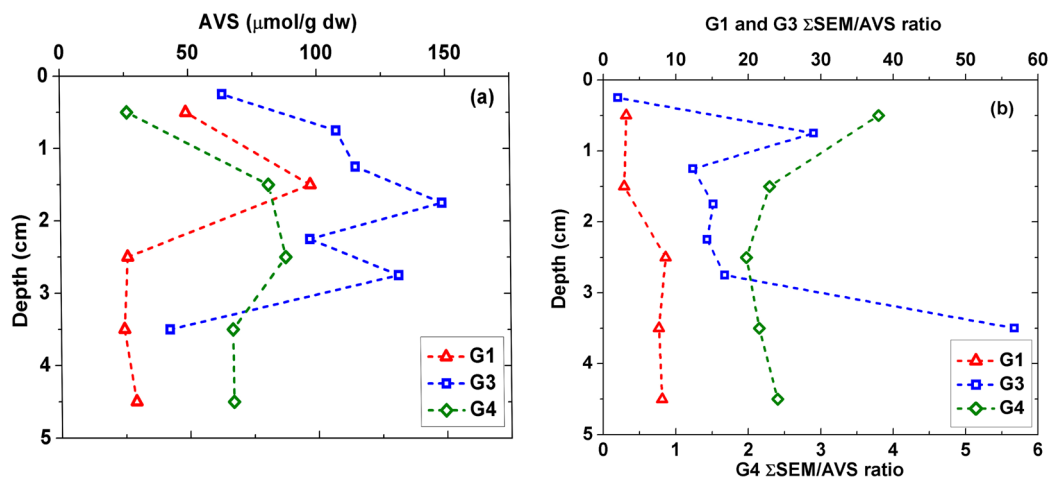 AVS (μmol/g dw)
0 50 100 150
0
1
2
3
4
5
Depth (cm)
(a)
G1
G3
G4
G1 and G3 ΣSEM/AVS ratio
0 10 20 30 40 50 60
0
1
2
3
4
5
Depth (cm)
(b)
G1
G3
G4
0 1 2 3 4 5 6
G4 ΣSEM/AVS ratio